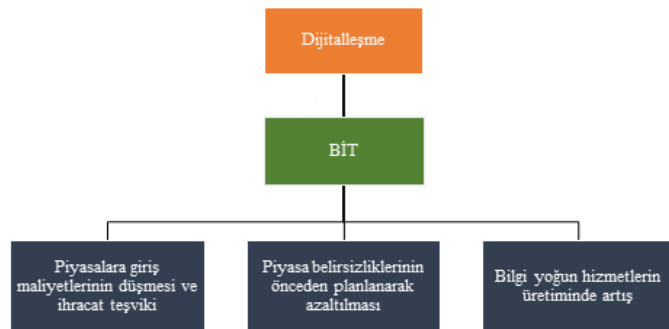 Dijitalleşme
BİT
Piyasalara giriş
maliyetlerinin düşmesi ve
ihracat teşviki
Piyasa belirsizliklerinin
önceden planlanarak
azaltılması
Bilgi yoğun hizmetlerin
üretiminde artış